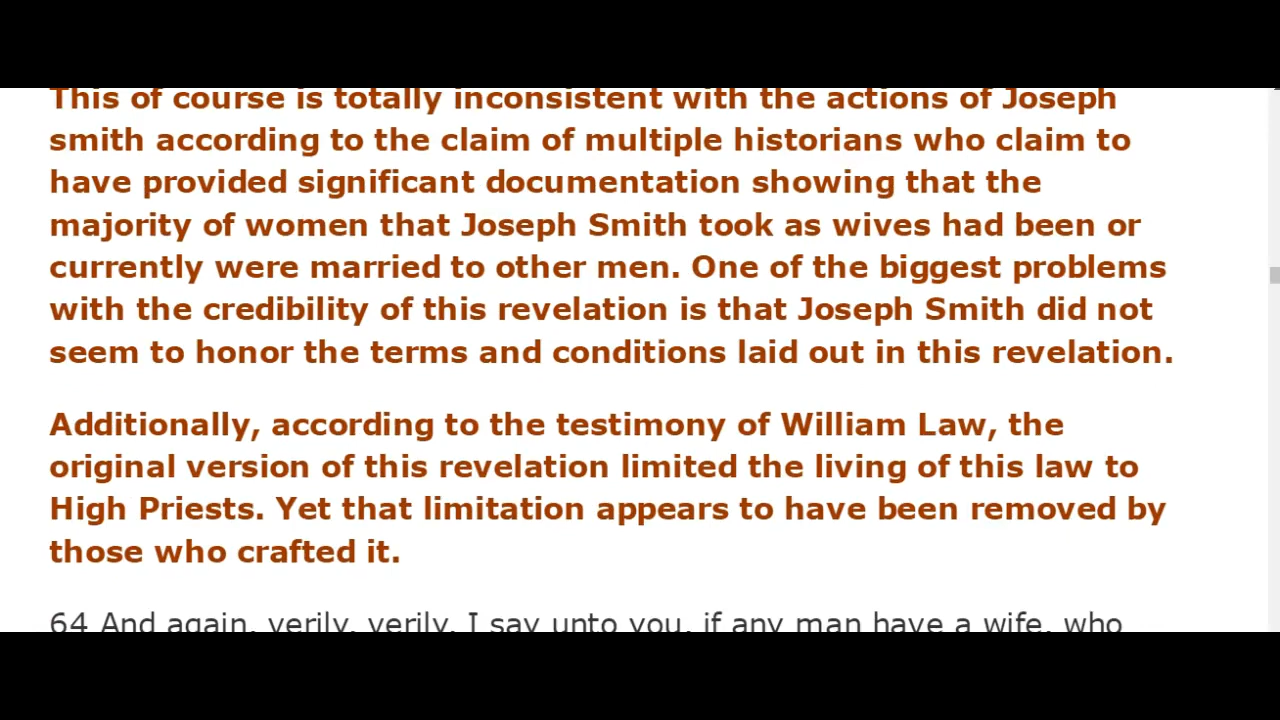 This of course is totally inconsistent with the actions of Joseph
smith according to the claim of multiple historians who claim to
have provided significant documentation showing that the
majority of women that Joseph Smith took as wives had been or
currently were married to other men. One of the biggest problems
with the credibility of this revelation is that Joseph Smith did not
seem to honor the terms and conditions laid out in this revelation.
Additionally, according to the testimony of William Law, the
original version of this revelation limited the living of this law to
High Priests. Yet that limitation appears to have been removed by
those who crafted it.
64 And again, verily, verily, I say unto you, if any man have a wife, who